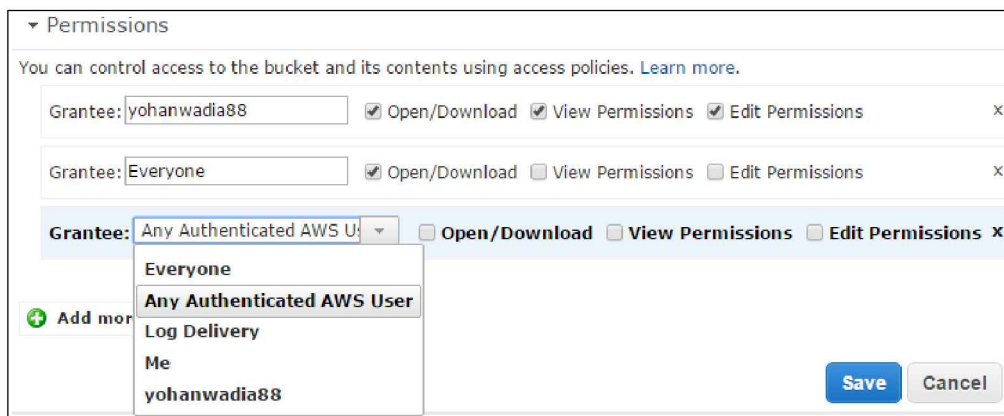 Permissions
You can control access to the bucket and its contents using access policies. Learn more.
Grantee: yohanwadia88 Open/Download View Permissions Edit Permissions x
Grantee: Everyone Open/Download View Permissions Edit Permissions x
Grantee: Any Authenticated AWS Open/Download View Permissions Edit Permissions x
Everyone
Any Authenticated AWS User
Add mor
Log Delivery
Me
yohanwadia88
Save Cancel